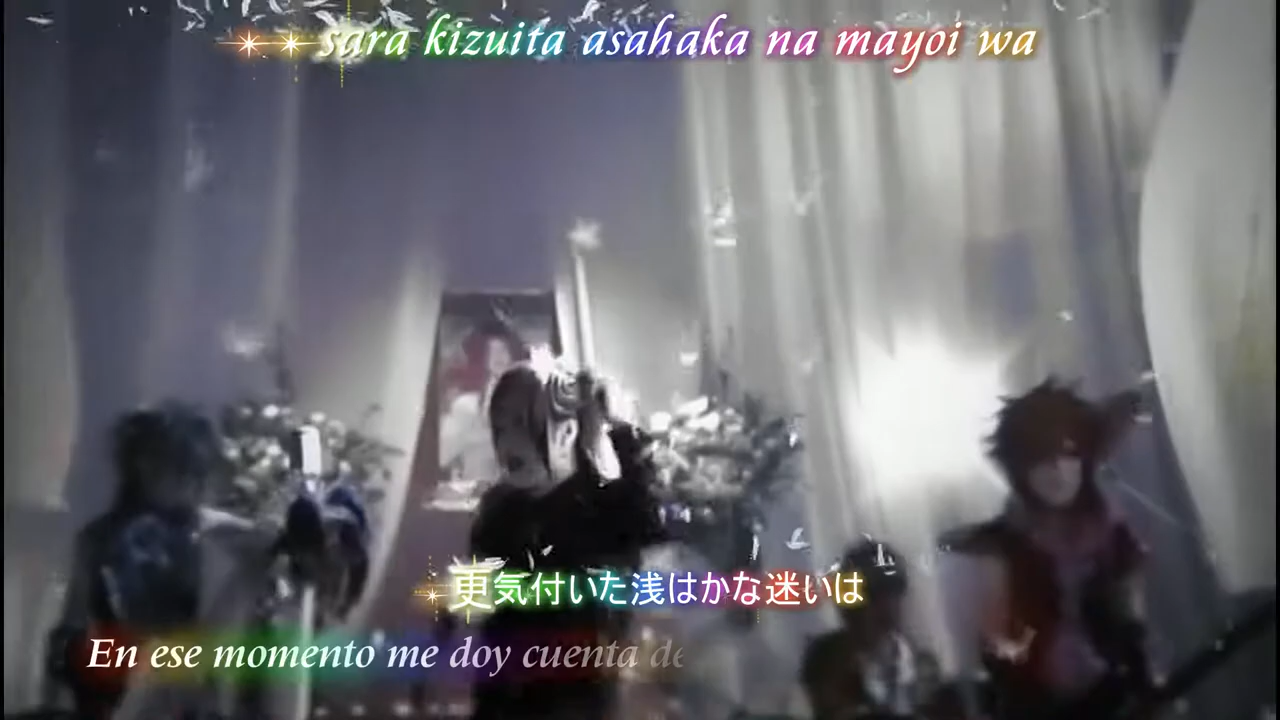 sara kizuita asahaka na mayoi wa
更気付いた浅はかな迷いは
En ese momento me doy cuenta de